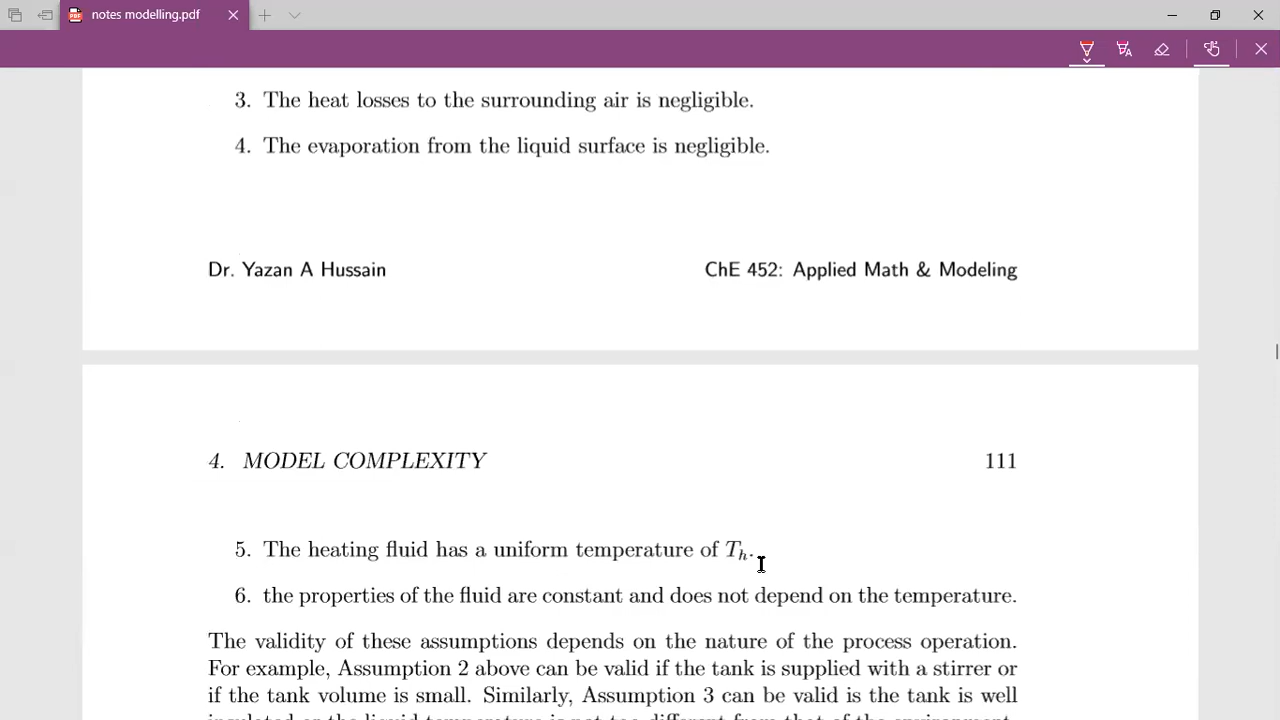 notes modelling.pdf
3. The heat losses to the surrounding air is negligible.
4. The evaporation from the liquid surface is negligible.
Dr. Yazan A Hussain
ChE 452: Applied Math & Modeling
4. MODEL COMPLEXITY
111
5. The heating fluid has a uniform temperature of Tₕ.
6. the properties of the fluid are constant and does not depend on the temperature.
The validity of these assumptions depends on the nature of the process operation.
For example, Assumption 2 above can be valid if the tank is supplied with a stirrer or
if the tank volume is small. Similarly, Assumption 3 can be valid is the tank is well
insulated or the liquid temperature is not too different from that of the environment.